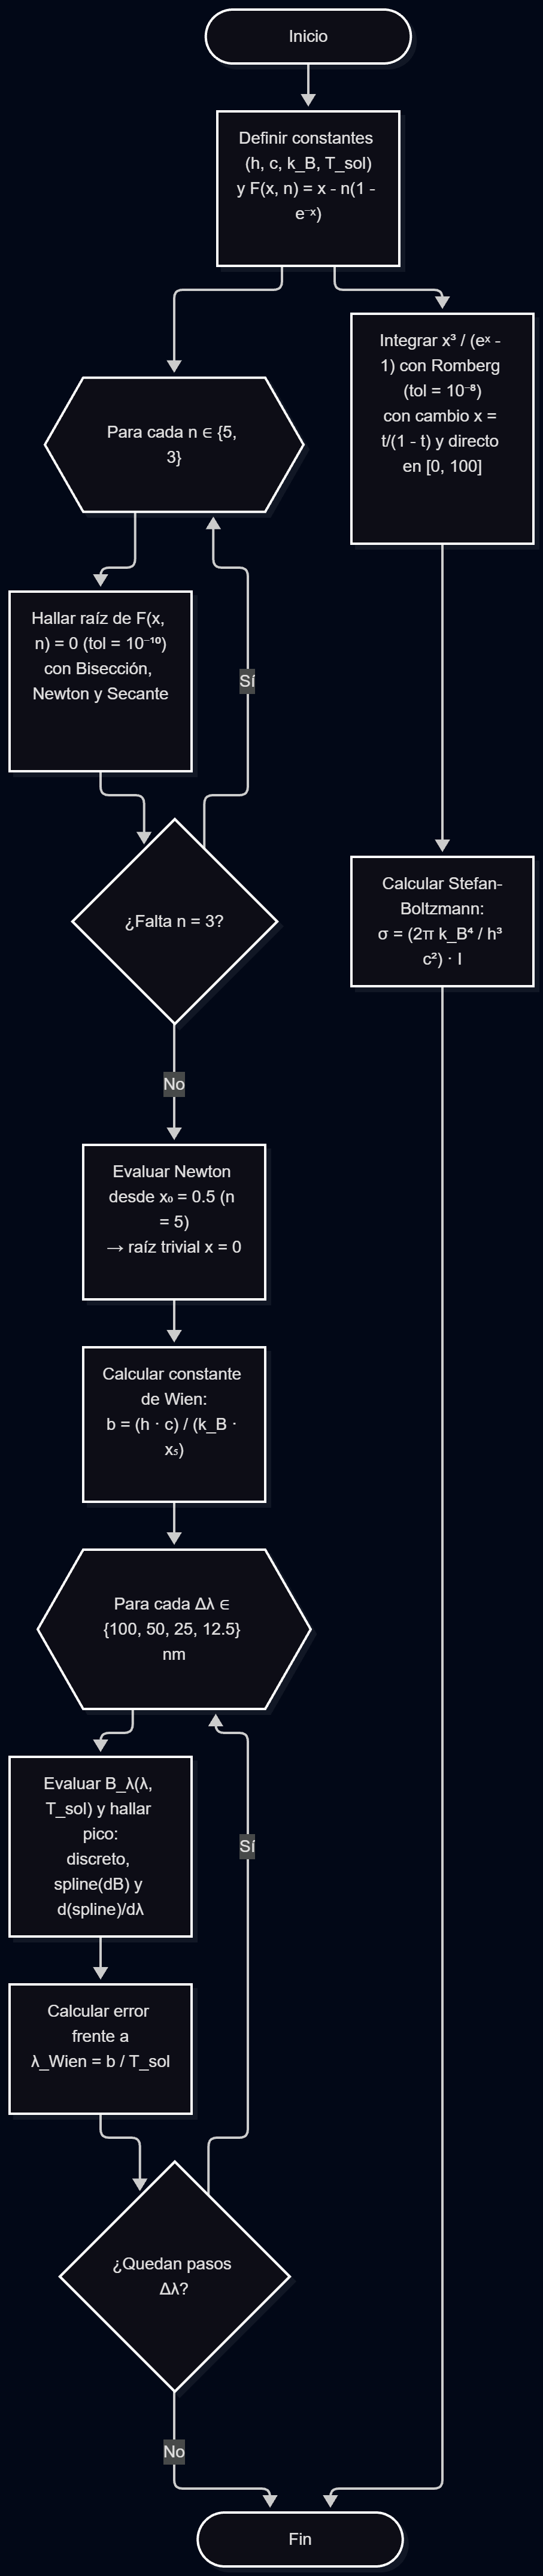 Inicio
Definir constantes
(h, c, k_B, T_sol)
y F(x, n) = x - n(1 -
e⁻ˣ)
Integrar x³ / (eˣ -
1) con Romberg
(tol = 10⁻⁸)
con cambio x =
t/(1 - t) y directo
en [0, 100]
Para cada n ∈ {5,
3}
Hallar raíz de F(x,
n) = 0 (tol = 10⁻¹⁰)
con Bisección,
Newton y Secante
Sí
¿Falta n = 3?
Calcular Stefan-
Boltzmann:
σ = (2π k_B⁴ / h³
c²) · I
No
Evaluar Newton
desde x₀ = 0.5 (n
= 5)
→ raíz trivial x = 0
Calcular constante
de Wien:
b = (h · c) / (k_B ·
x₅)
Para cada Δλ ∈
{100, 50, 25, 12.5}
nm
Evaluar B_λ(λ,
T_sol) y hallar
pico:
discreto,
spline(dB) y
d(spline)/dλ
Sí
Calcular error
frente a
λ_Wien = b / T_sol
¿Quedan pasos
Δλ?
No
Fin